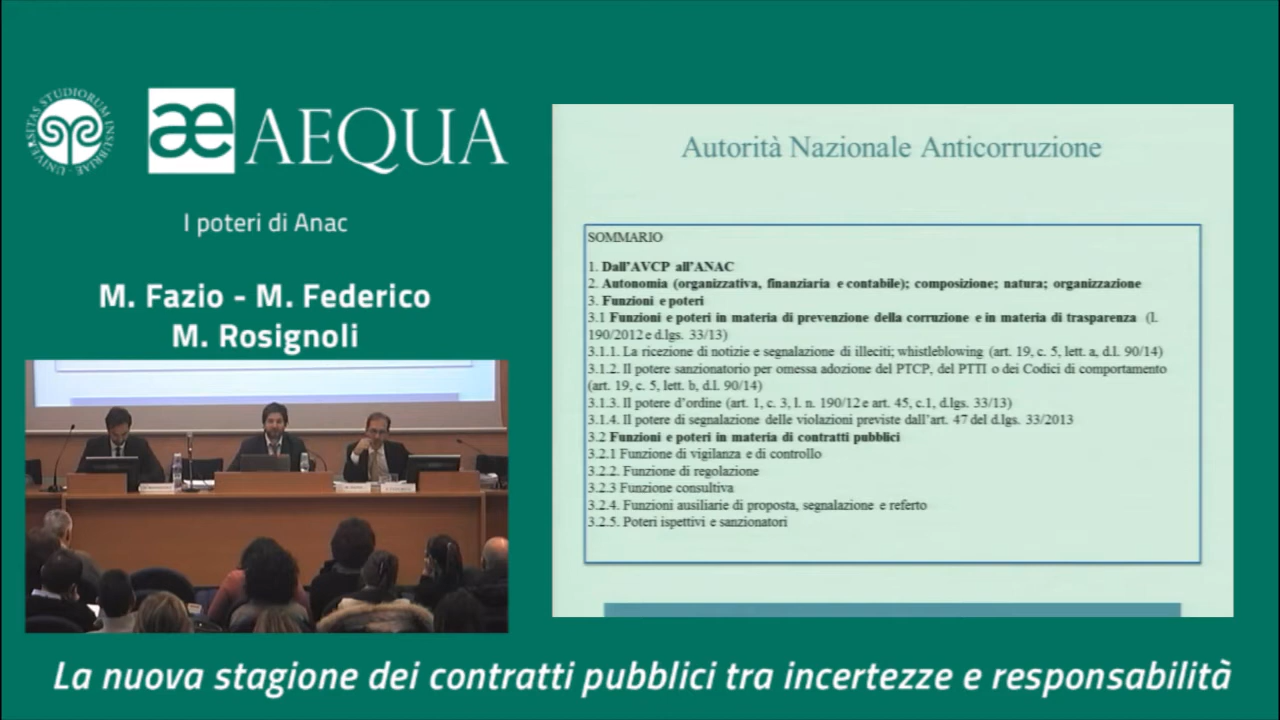 UNIVERSITAS STUDIORUM INSUBRIAE
æ AEQUA
I poteri di Anac
M. Fazio - M. Federico
M. Rosignoli
Autorità Nazionale Anticorruzione
SOMMARIO
1. Dall'AVCP all'ANAC
2. Autonomia (organizzativa, finanziaria e contabile); composizione; natura; organizzazione
3. Funzioni e poteri
3.1 Funzioni e poteri in materia di prevenzione della corruzione e in materia di trasparenza (l.
190/2012 e d.lgs. 33/13)
3.1.1. La ricezione di notizie e segnalazione di illeciti; whistleblowing (art. 19, c. 5, lett. a, d.l. 90/14)
3.1.2. Il potere sanzionatorio per omessa adozione del PTCP, del PTTI o dei Codici di comportamento
(art. 19, c. 5, lett. b, d.l. 90/14)
3.1.3. Il potere d'ordine (art. 1, c. 3, l. n. 190/12 e art. 45, c.1, d.lgs. 33/13)
3.1.4. Il potere di segnalazione delle violazioni previste dall'art. 47 del d.lgs. 33/2013
3.2 Funzioni e poteri in materia di contratti pubblici
3.2.1 Funzione di vigilanza e di controllo
3.2.2. Funzione di regolazione
3.2.3 Funzione consultiva
3.2.4. Funzioni ausiliarie di proposta, segnalazione e referto
3.2.5. Poteri ispettivi e sanzionatori
La nuova stagione dei contratti pubblici tra incertezze e responsabilità